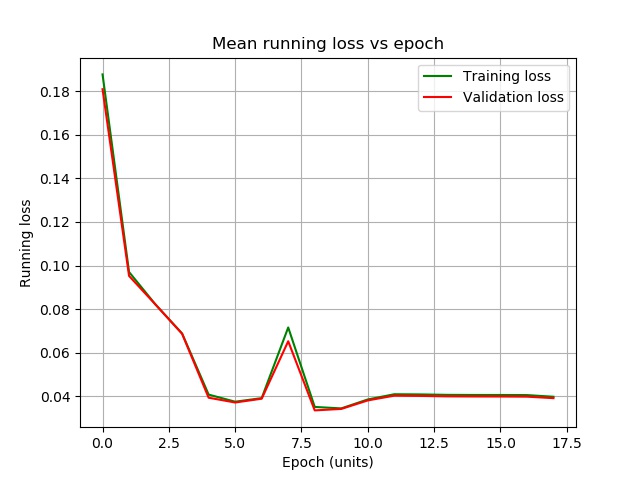 Mean running loss vs epoch
Training loss
Validation loss
0.18
0.16
0.14
0.12
0.10
0.08
0.06
0.04
Running loss
0.0 2.5 5.0 7.5 10.0 12.5 15.0 17.5
Epoch (units)